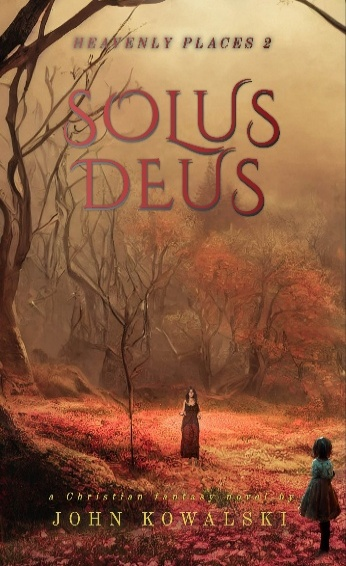 HEAVENLY PLACES 2
SOLUS
DEUS
a Christian fantasy novel by
JOHN KOWALSKI